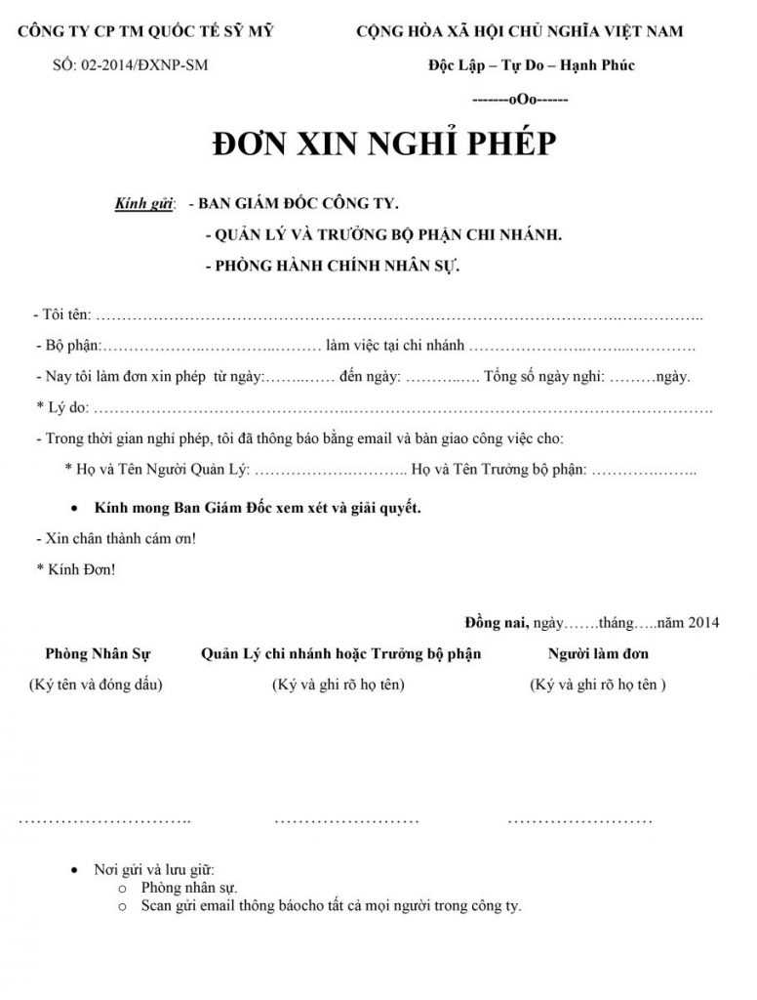 CÔNG TY CP TM QUỐC TẾ SỸ MỸ CỘNG HÒA XÃ HỘI CHỦ NGHĨA VIỆT NAM
SỐ: 02-2014/ĐXNP-SM Độc Lập – Tự Do – Hạnh Phúc
-------oOo------
ĐƠN XIN NGHỈ PHÉP
Kính gửi: - BAN GIÁM ĐỐC CÔNG TY.
- QUẢN LÝ VÀ TRƯỞNG BỘ PHẬN CHI NHÁNH.
- PHÒNG HÀNH CHÍNH NHÂN SỰ.
- Tôi tên: ……………………………………………………………………………………………………..
- Bộ phận:………………..…………..……… làm việc tại chi nhánh …………………..……...………….
- Nay tôi làm đơn xin phép từ ngày:……..…… đến ngày: ………..…. Tổng số ngày nghỉ: ………ngày.
* Lý do: …………………………………………..…………………………………………………………….
- Trong thời gian nghỉ phép, tôi đã thông báo bằng email và bàn giao công việc cho:
* Họ và Tên Người Quản Lý: ……………………….. Họ và Tên Trưởng bộ phận: …………………..
• Kính mong Ban Giám Đốc xem xét và giải quyết.
- Xin chân thành cám ơn!
* Kính Đơn!
Đồng nai, ngày…….tháng…..năm 2014
Phòng Nhân Sự Quản Lý chi nhánh hoặc Trưởng bộ phận Người làm đơn
(Ký tên và đóng dấu) (Ký và ghi rõ họ tên) (Ký và ghi rõ họ tên )
……………………….. …………………… ……………………
• Nơi gửi và lưu giữ:
o Phòng nhân sự.
o Scan gửi email thông báocho tất cả mọi người trong công ty.